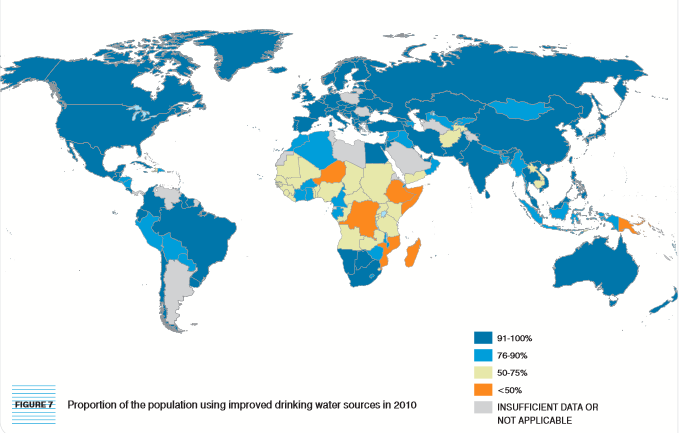 91-100%
76-90%
50-75%
<50%
INSUFFICIENT DATA OR
NOT APPLICABLE
FIGURE 7 Proportion of the population using improved drinking water sources in 2010